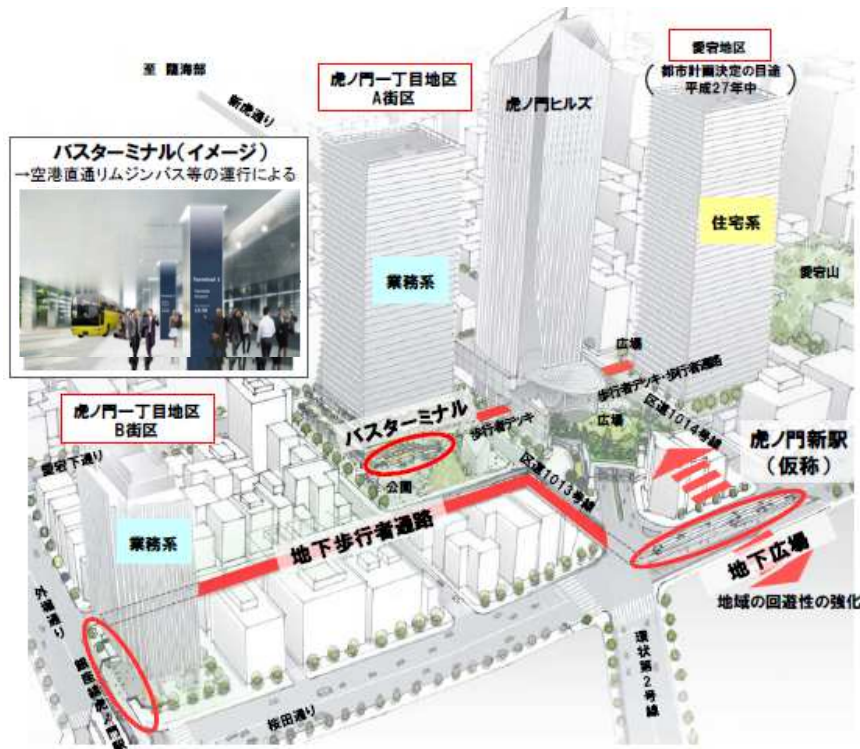 至 臨海部
新虎通り
虎ノ門一丁目地区
A街区
虎ノ門ヒルズ
愛宕地区
(都市計画決定の目途
平成27年中)
バスターミナル(イメージ)
→空港直通リムジンバス等の運行による
Terminal 1
業務系
住宅系
愛宕山
広場
歩行者デッキ・歩行者通路
虎ノ門一丁目地区
B街区
バスターミナル
歩行者デッキ
広場
区道1014号線
虎ノ門新駅
(仮称)
愛宕下通り
公園
区道1013号線
業務系
地下歩行者通路
地下広場
地域の回遊性の強化
外堀通り
銀座線虎ノ門駅
桜田通り
環状第2号線